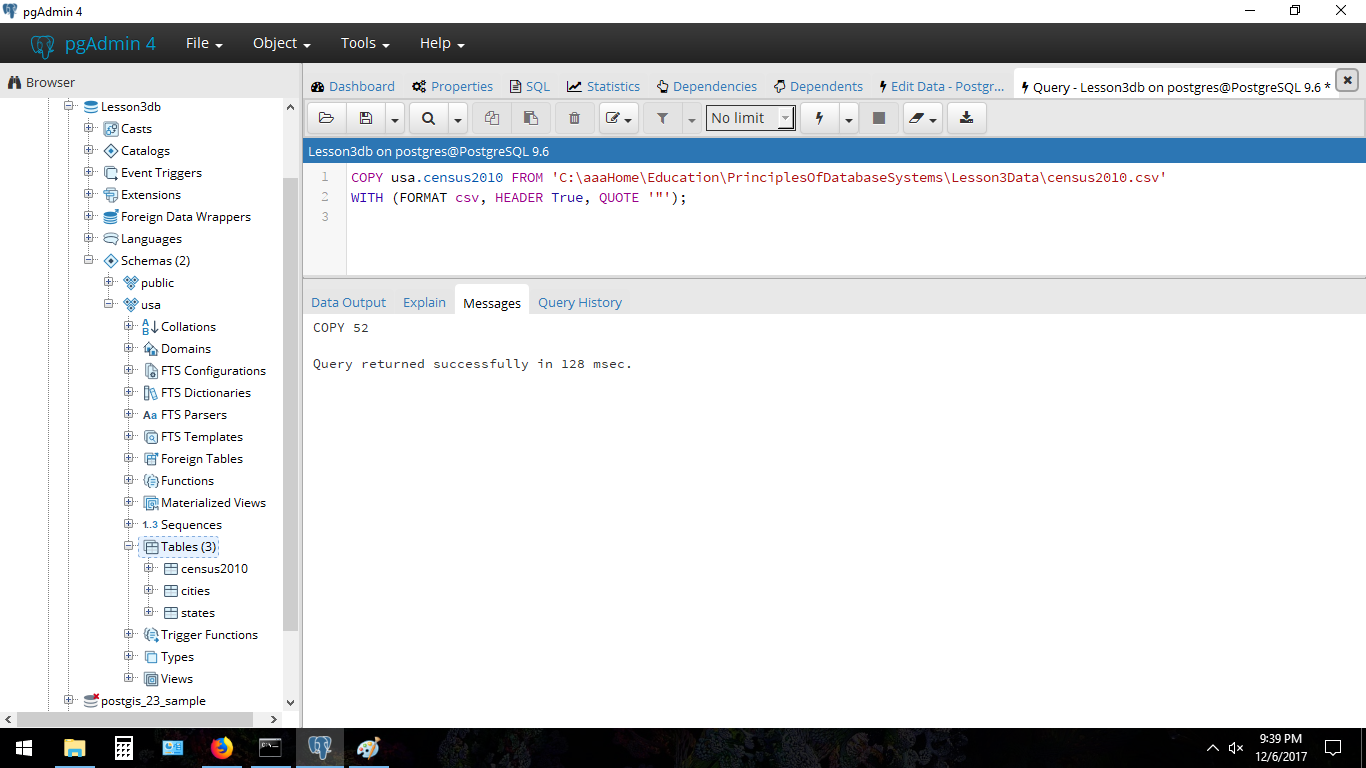 pgAdmin 4
pgAdmin 4 File Object Tools Help
Browser
Lesson3db
Casts
Catalogs
Event Triggers
Extensions
Foreign Data Wrappers
Languages
Schemas (2)
public
usa
Collations
Domains
FTS Configurations
FTS Dictionaries
Aa FTS Parsers
FTS Templates
Foreign Tables
Functions
Materialized Views
1..3 Sequences
Tables (3)
census2010
cities
states
Trigger Functions
Types
Views
postgis_23_sample
Dashboard Properties SQL Statistics Dependencies Dependents Edit Data - Postgr... Query - Lesson3db on postgres@PostgreSQL 9.6 *
No limit
Lesson3db on postgres@PostgreSQL 9.6
1 COPY usa.census2010 FROM 'C:\aaaHome\Education\PrinciplesOfDatabaseSystems\Lesson3Data\census2010.csv'
2 WITH (FORMAT csv, HEADER True, QUOTE '"');
3
Data Output Explain Messages Query History
COPY 52
Query returned successfully in 128 msec.
9:39 PM
12/6/2017